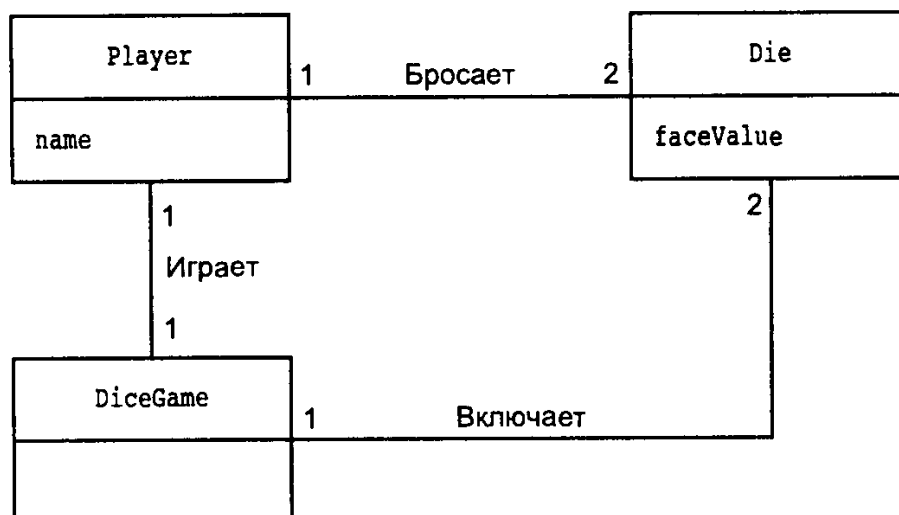 Player
Die
1 Бросает 2
name
faceValue
1
2
Играет
1
DiceGame
1 Включает